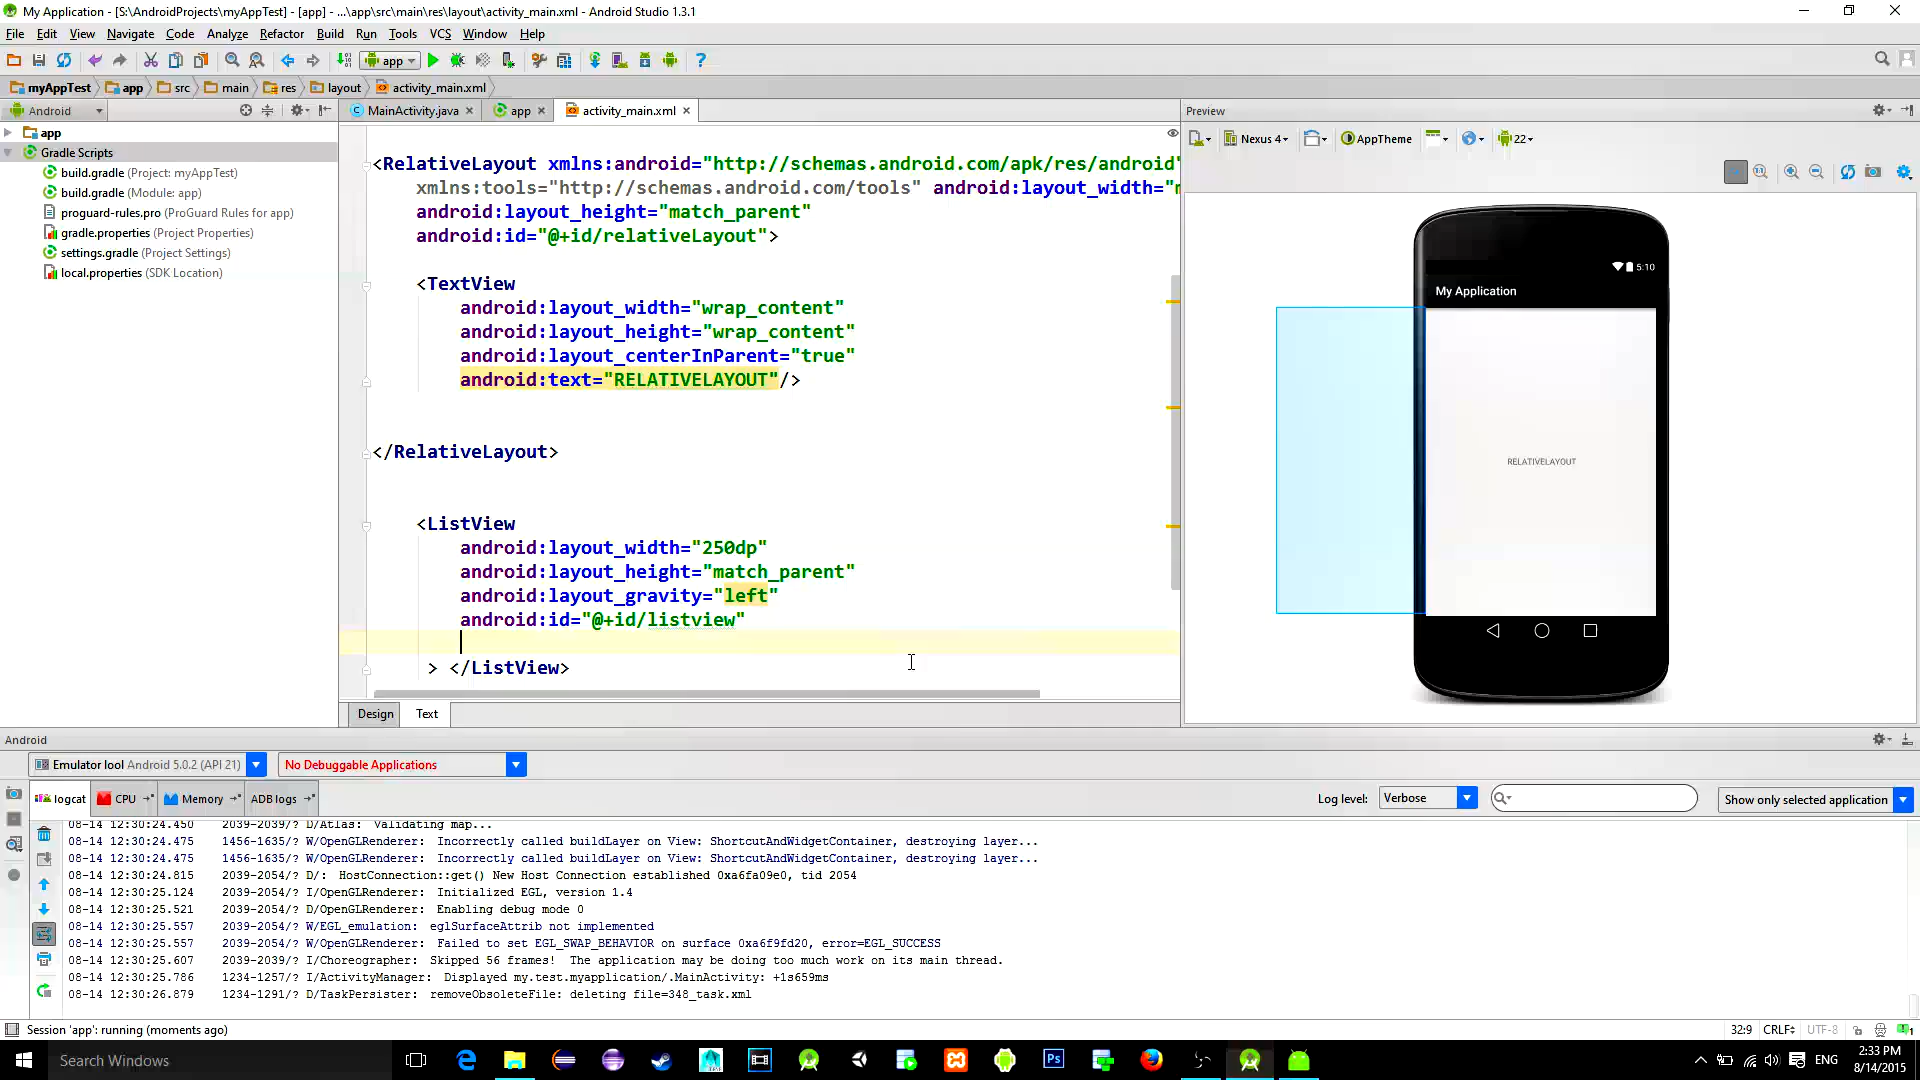 My Application - [S:\AndroidProjects\myAppTest] - [app] - ...\app\src\main\res\layout\activity_main.xml - Android Studio 1.3.1
File Edit View Navigate Code Analyze Refactor Build Run Tools VCS Window Help
app
myAppTest app src main res layout activity_main.xml
Android
MainActivity.java app activity_main.xml
Preview
app
Gradle Scripts
build.gradle (Project: myAppTest)
build.gradle (Module: app)
proguard-rules.pro (ProGuard Rules for app)
gradle.properties (Project Properties)
settings.gradle (Project Settings)
local.properties (SDK Location)
<RelativeLayout xmlns:android="http://schemas.android.com/apk/res/android"
xmlns:tools="http://schemas.android.com/tools" android:layout_width="
android:layout_height="match_parent"
android:id="@+id/relativeLayout">
<TextView
android:layout_width="wrap_content"
android:layout_height="wrap_content"
android:layout_centerInParent="true"
android:text="RELATIVELAYOUT"/>
</RelativeLayout>
<ListView
android:layout_width="250dp"
android:layout_height="match_parent"
android:layout_gravity="left"
android:id="@+id/listview"
> </ListView>
Design Text
Nexus 4 AppTheme 22
5:10
My Application
RELATIVELAYOUT
Android
Emulator lool Android 5.0.2 (API 21) No Debuggable Applications
logcat CPU Memory ADB logs Log level: Verbose Show only selected application
08-14 12:30:24.450 2039-2039/? D/Atlas: Validating map...
08-14 12:30:24.475 1456-1635/? W/OpenGLRenderer: Incorrectly called buildLayer on View: ShortcutAndWidgetContainer, destroying layer...
08-14 12:30:24.475 1456-1635/? W/OpenGLRenderer: Incorrectly called buildLayer on View: ShortcutAndWidgetContainer, destroying layer...
08-14 12:30:24.815 2039-2054/? D/: HostConnection::get() New Host Connection established 0xa6fa09e0, tid 2054
08-14 12:30:25.124 2039-2054/? I/OpenGLRenderer: Initialized EGL, version 1.4
08-14 12:30:25.521 2039-2054/? D/OpenGLRenderer: Enabling debug mode 0
08-14 12:30:25.557 2039-2054/? W/EGL_emulation: eglSurfaceAttrib not implemented
08-14 12:30:25.557 2039-2054/? W/OpenGLRenderer: Failed to set EGL_SWAP_BEHAVIOR on surface 0xa6f9fd20, error=EGL_SUCCESS
08-14 12:30:25.607 2039-2039/? I/Choreographer: Skipped 56 frames! The application may be doing too much work on its main thread.
08-14 12:30:25.786 1234-1257/? I/ActivityManager: Displayed my.test.myapplication/.MainActivity: +1s659ms
08-14 12:30:26.879 1234-1291/? D/TaskPersister: removeObsoleteFile: deleting file=348_task.xml
Session 'app': running (moments ago) 32:9 CRLF UTF-8
Search Windows Ps ENG 2:33 PM
8/14/2015